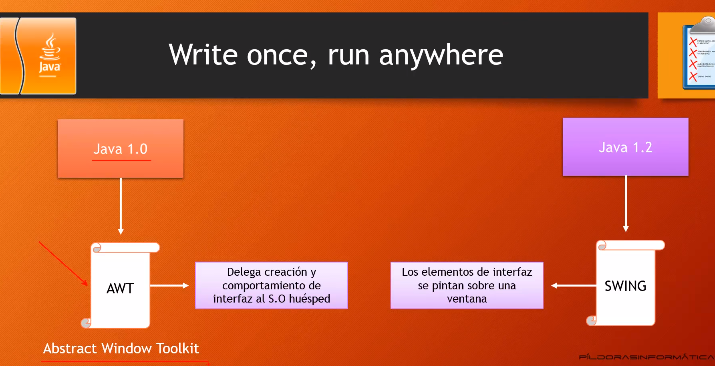 Java
Write once, run anywhere
Java 1.0
Java 1.2
AWT
Delega creación y
comportamiento de
interfaz al S.O huésped
Los elementos de interfaz
se pintan sobre una
ventana
SWING
Abstract Window Toolkit
PÍLDORASINFORMÁTICAS